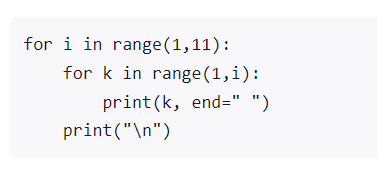 for i in range(1,11):
    for k in range(1,i):
        print(k, end=" ")
    print("\n")